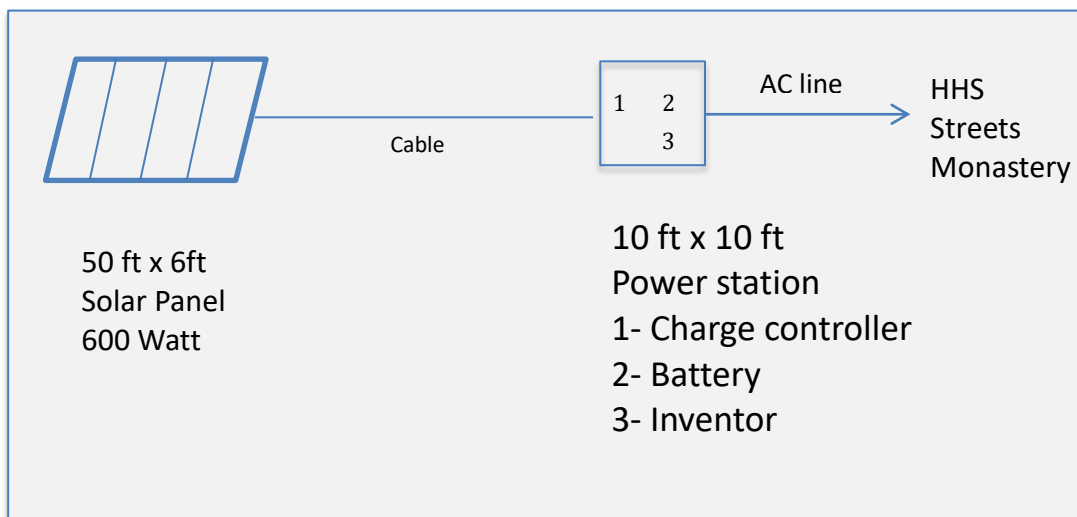 Cable
1 2
3
AC line
HHS
Streets
Monastery
50 ft x 6ft
Solar Panel
600 Watt
10 ft x 10 ft
Power station
1- Charge controller
2- Battery
3- Inventor